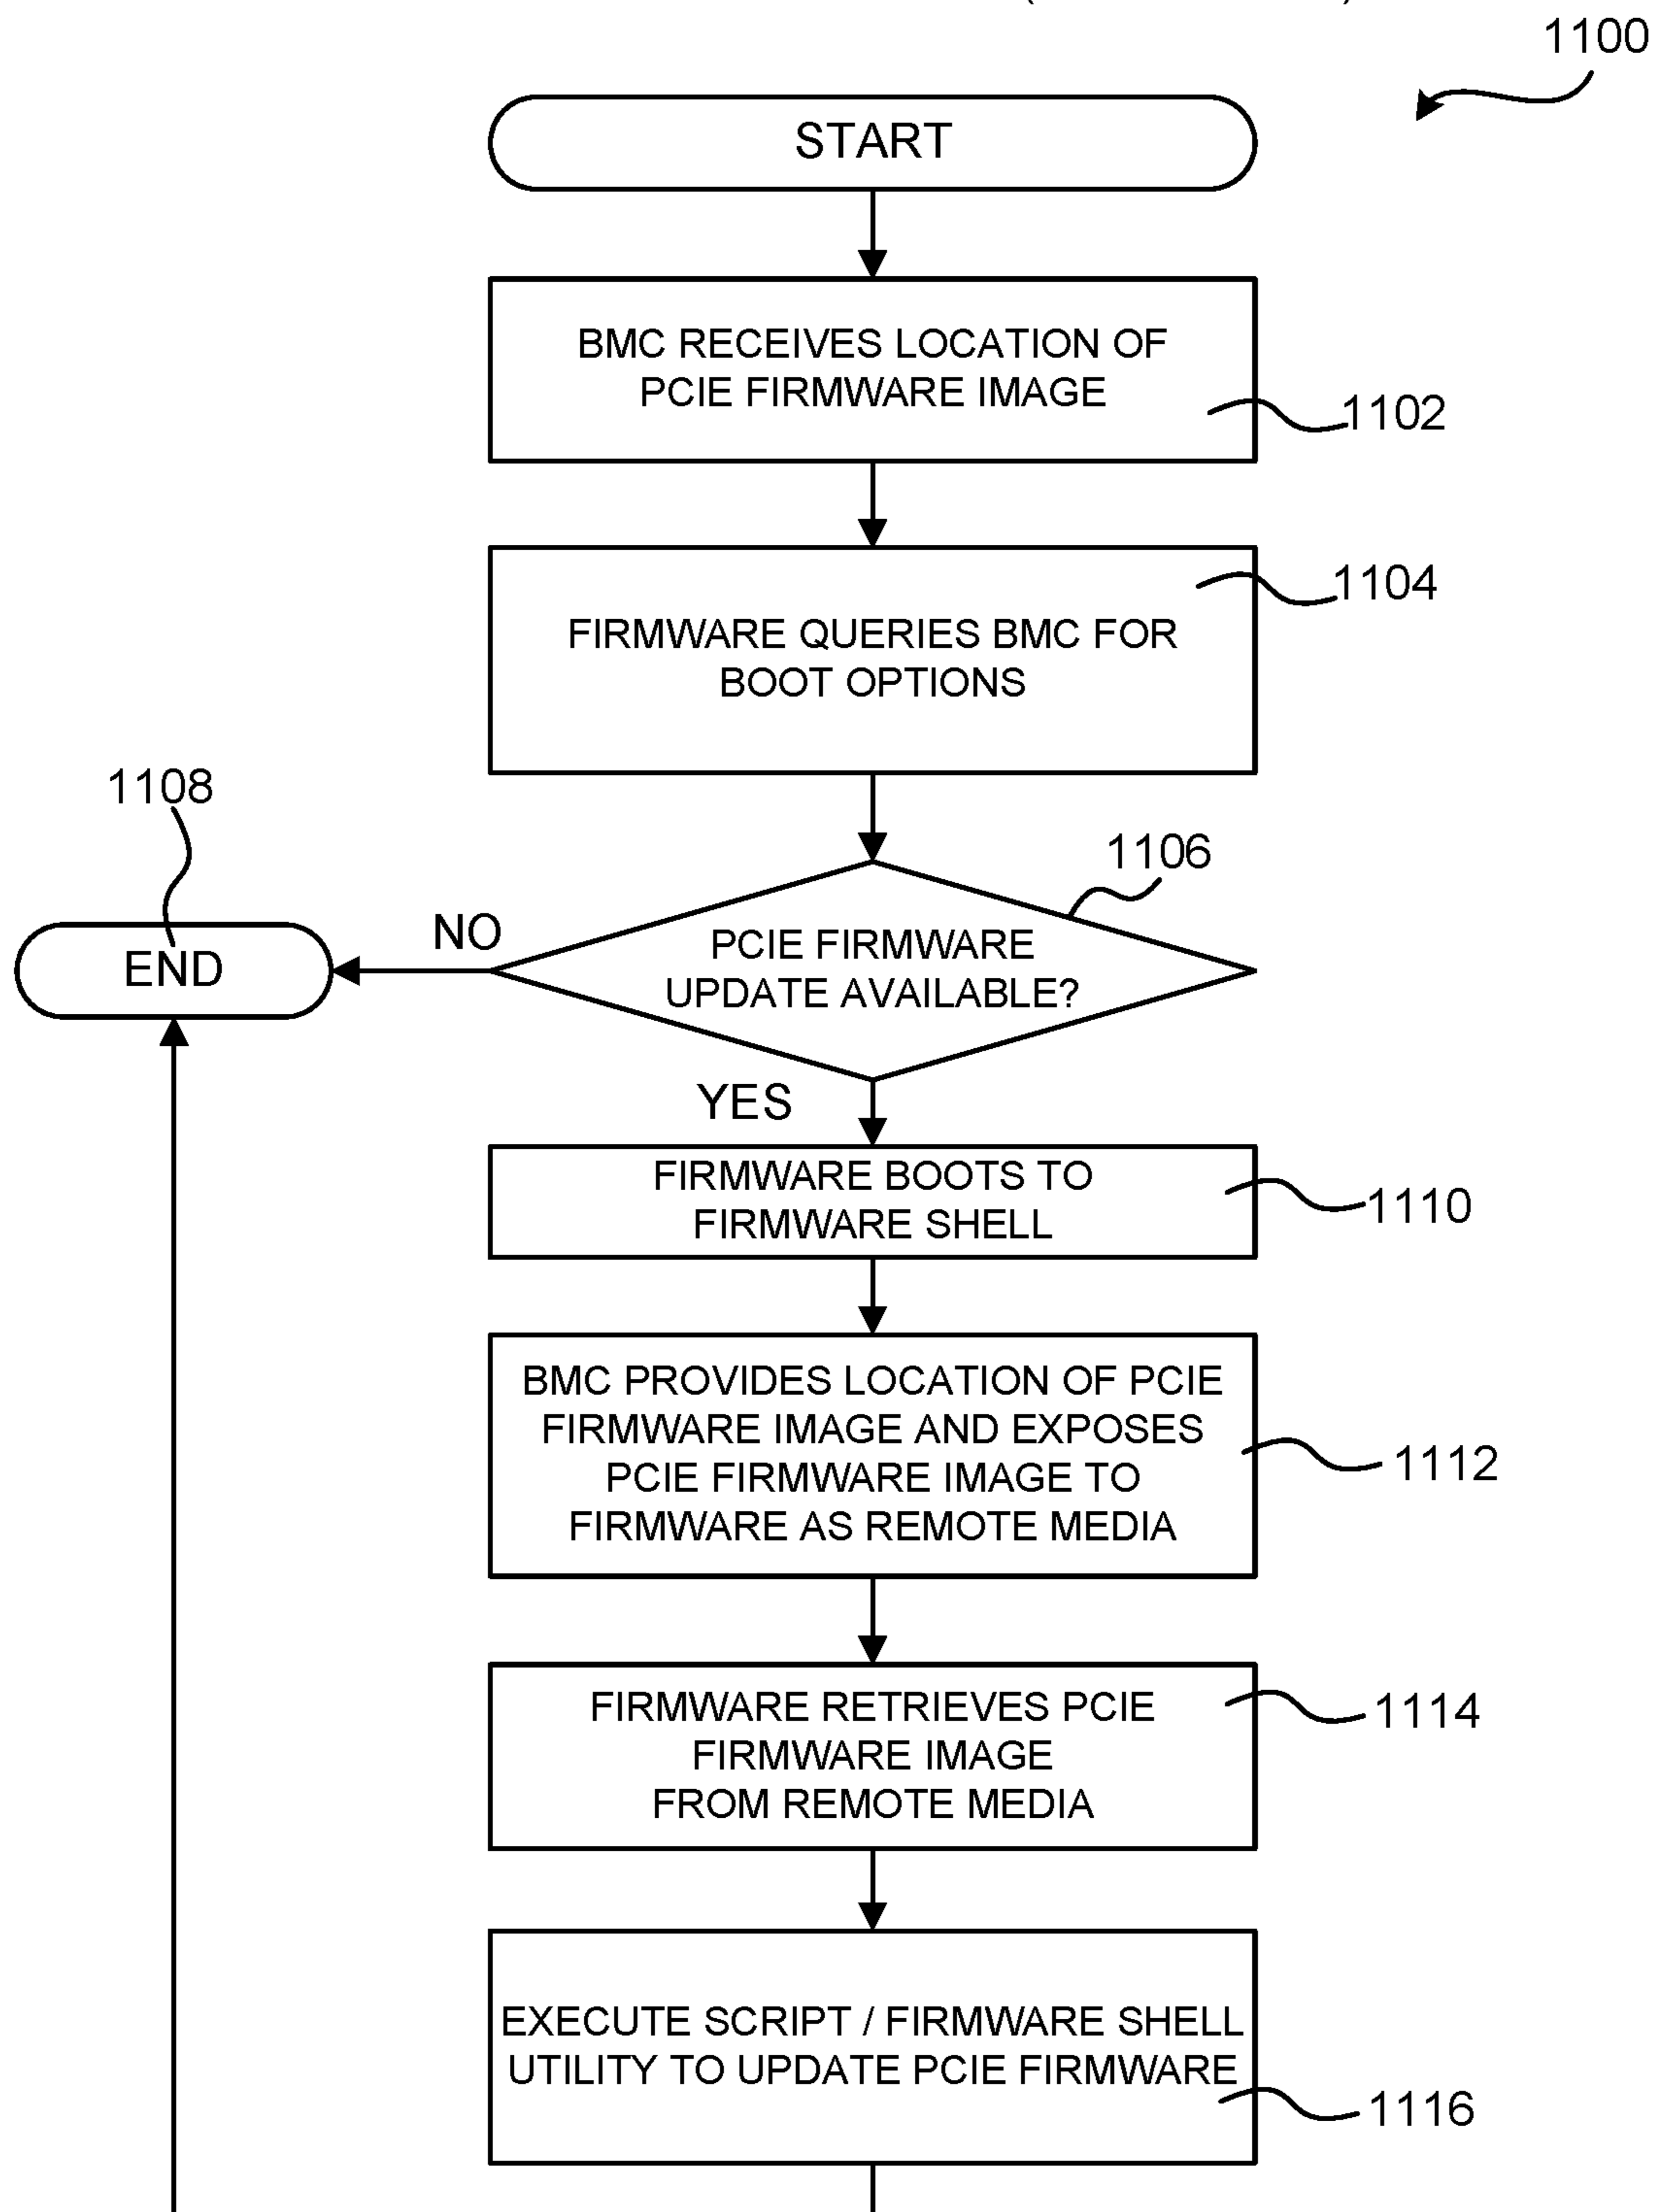 1100
START
BMC RECEIVES LOCATION OF
PCIE FIRMWARE IMAGE
1102
1104
FIRMWARE QUERIES BMC FOR
BOOT OPTIONS
1108
1106
NO
END
PCIE FIRMWARE
UPDATE AVAILABLE?
YES
FIRMWARE BOOTS TO
FIRMWARE SHELL
1110
BMC PROVIDES LOCATION OF PCIE
FIRMWARE IMAGE AND EXPOSES
PCIE FIRMWARE IMAGE TO
FIRMWARE AS REMOTE MEDIA
1112
FIRMWARE RETRIEVES PCIE
FIRMWARE IMAGE
FROM REMOTE MEDIA
1114
EXECUTE SCRIPT / FIRMWARE SHELL
UTILITY TO UPDATE PCIE FIRMWARE
1116